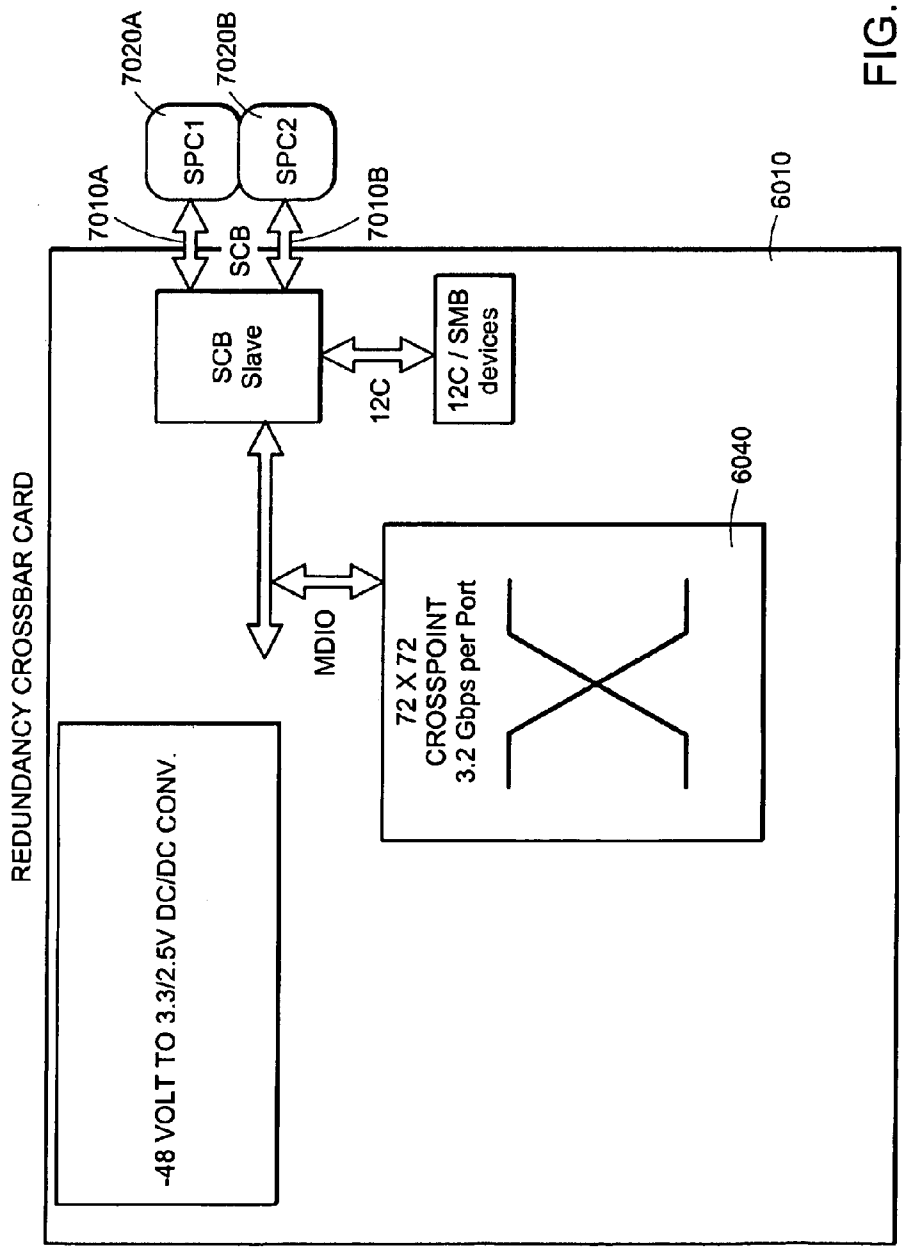 REDUNDANCY CROSSBAR CARD
-48 VOLT TO 3.3/2.5V DC/DC CONV.
MDIO
72 X 72
CROSSPOINT
3.2 Gbps per Port
6040
SCB
Slave
12C
12C / SMB
devices
7010A
SCB
7010B
SPC1
SPC2
7020A
7020B
6010
FIG.